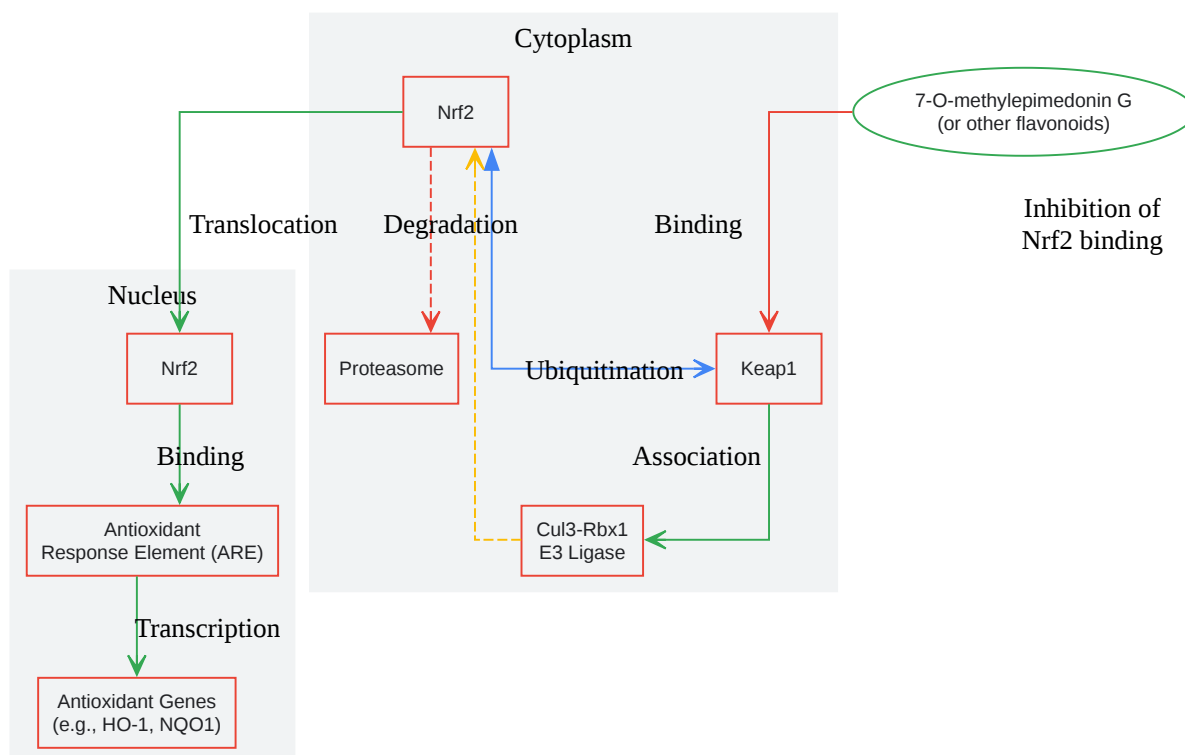 Cytoplasm
Nrf2
7-O-methylepimedonin G
(or other flavonoids)
Translocation
Degradation
Binding
Inhibition of
Nrf2 binding
Nucleus
Nrf2
Proteasome
Ubiquitination
Keap1
Binding
Association
Antioxidant
Response Element (ARE)
Cul3-Rbx1
E3 Ligase
Transcription
Antioxidant Genes
(e.g., HO-1, NQO1)